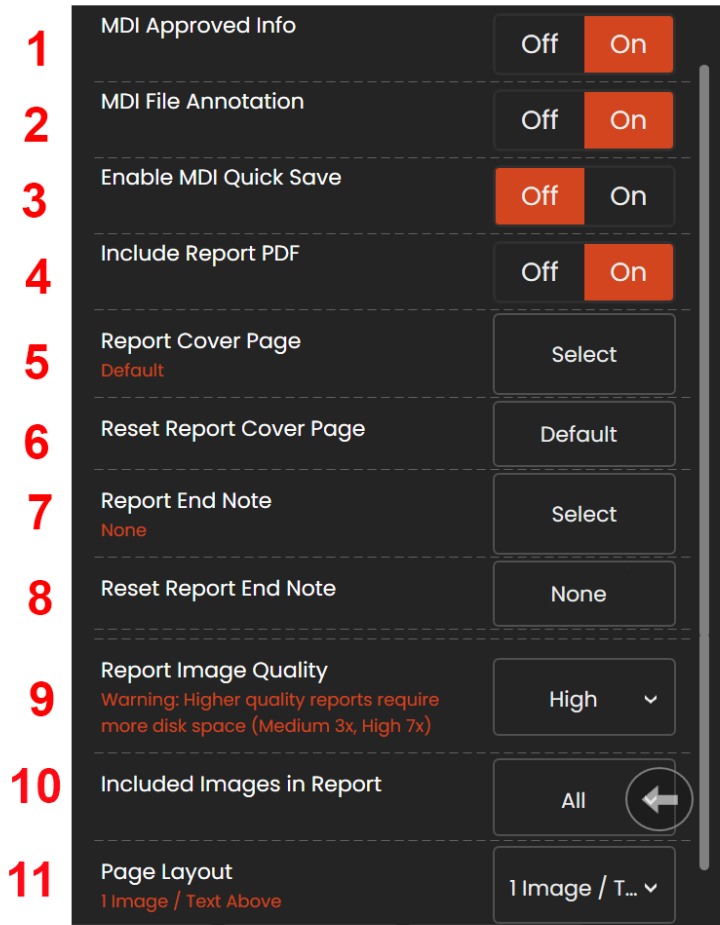 1
MDI Approved Info
Off On
2
MDI File Annotation
Off On
3
Enable MDI Quick Save
Off On
4
Include Report PDF
Off On
5
Report Cover Page
Default
Select
6
Reset Report Cover Page
Default
7
Report End Note
None
Select
8
Reset Report End Note
None
9
Report Image Quality
Warning: Higher quality reports require
more disk space (Medium 3x, High 7x)
High
10
Included Images in Report
All
11
Page Layout
1 Image / Text Above
1 Image / T...